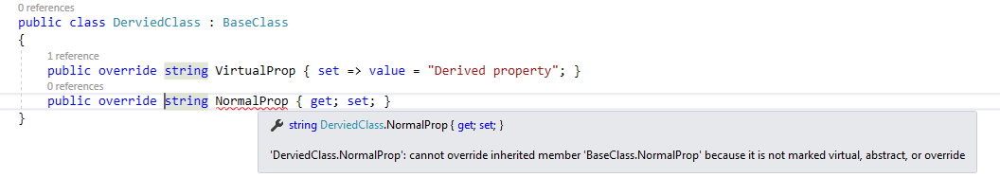 0 references
public class DerviedClass : BaseClass
{
1 reference
public override string VirtualProp { set => value = "Derived property"; }
0 references
public override string NormalProp { get; set; }
}
string DerviedClass.NormalProp { get; set; }
'DerviedClass.NormalProp': cannot override inherited member 'BaseClass.NormalProp' because it is not marked virtual, abstract, or override